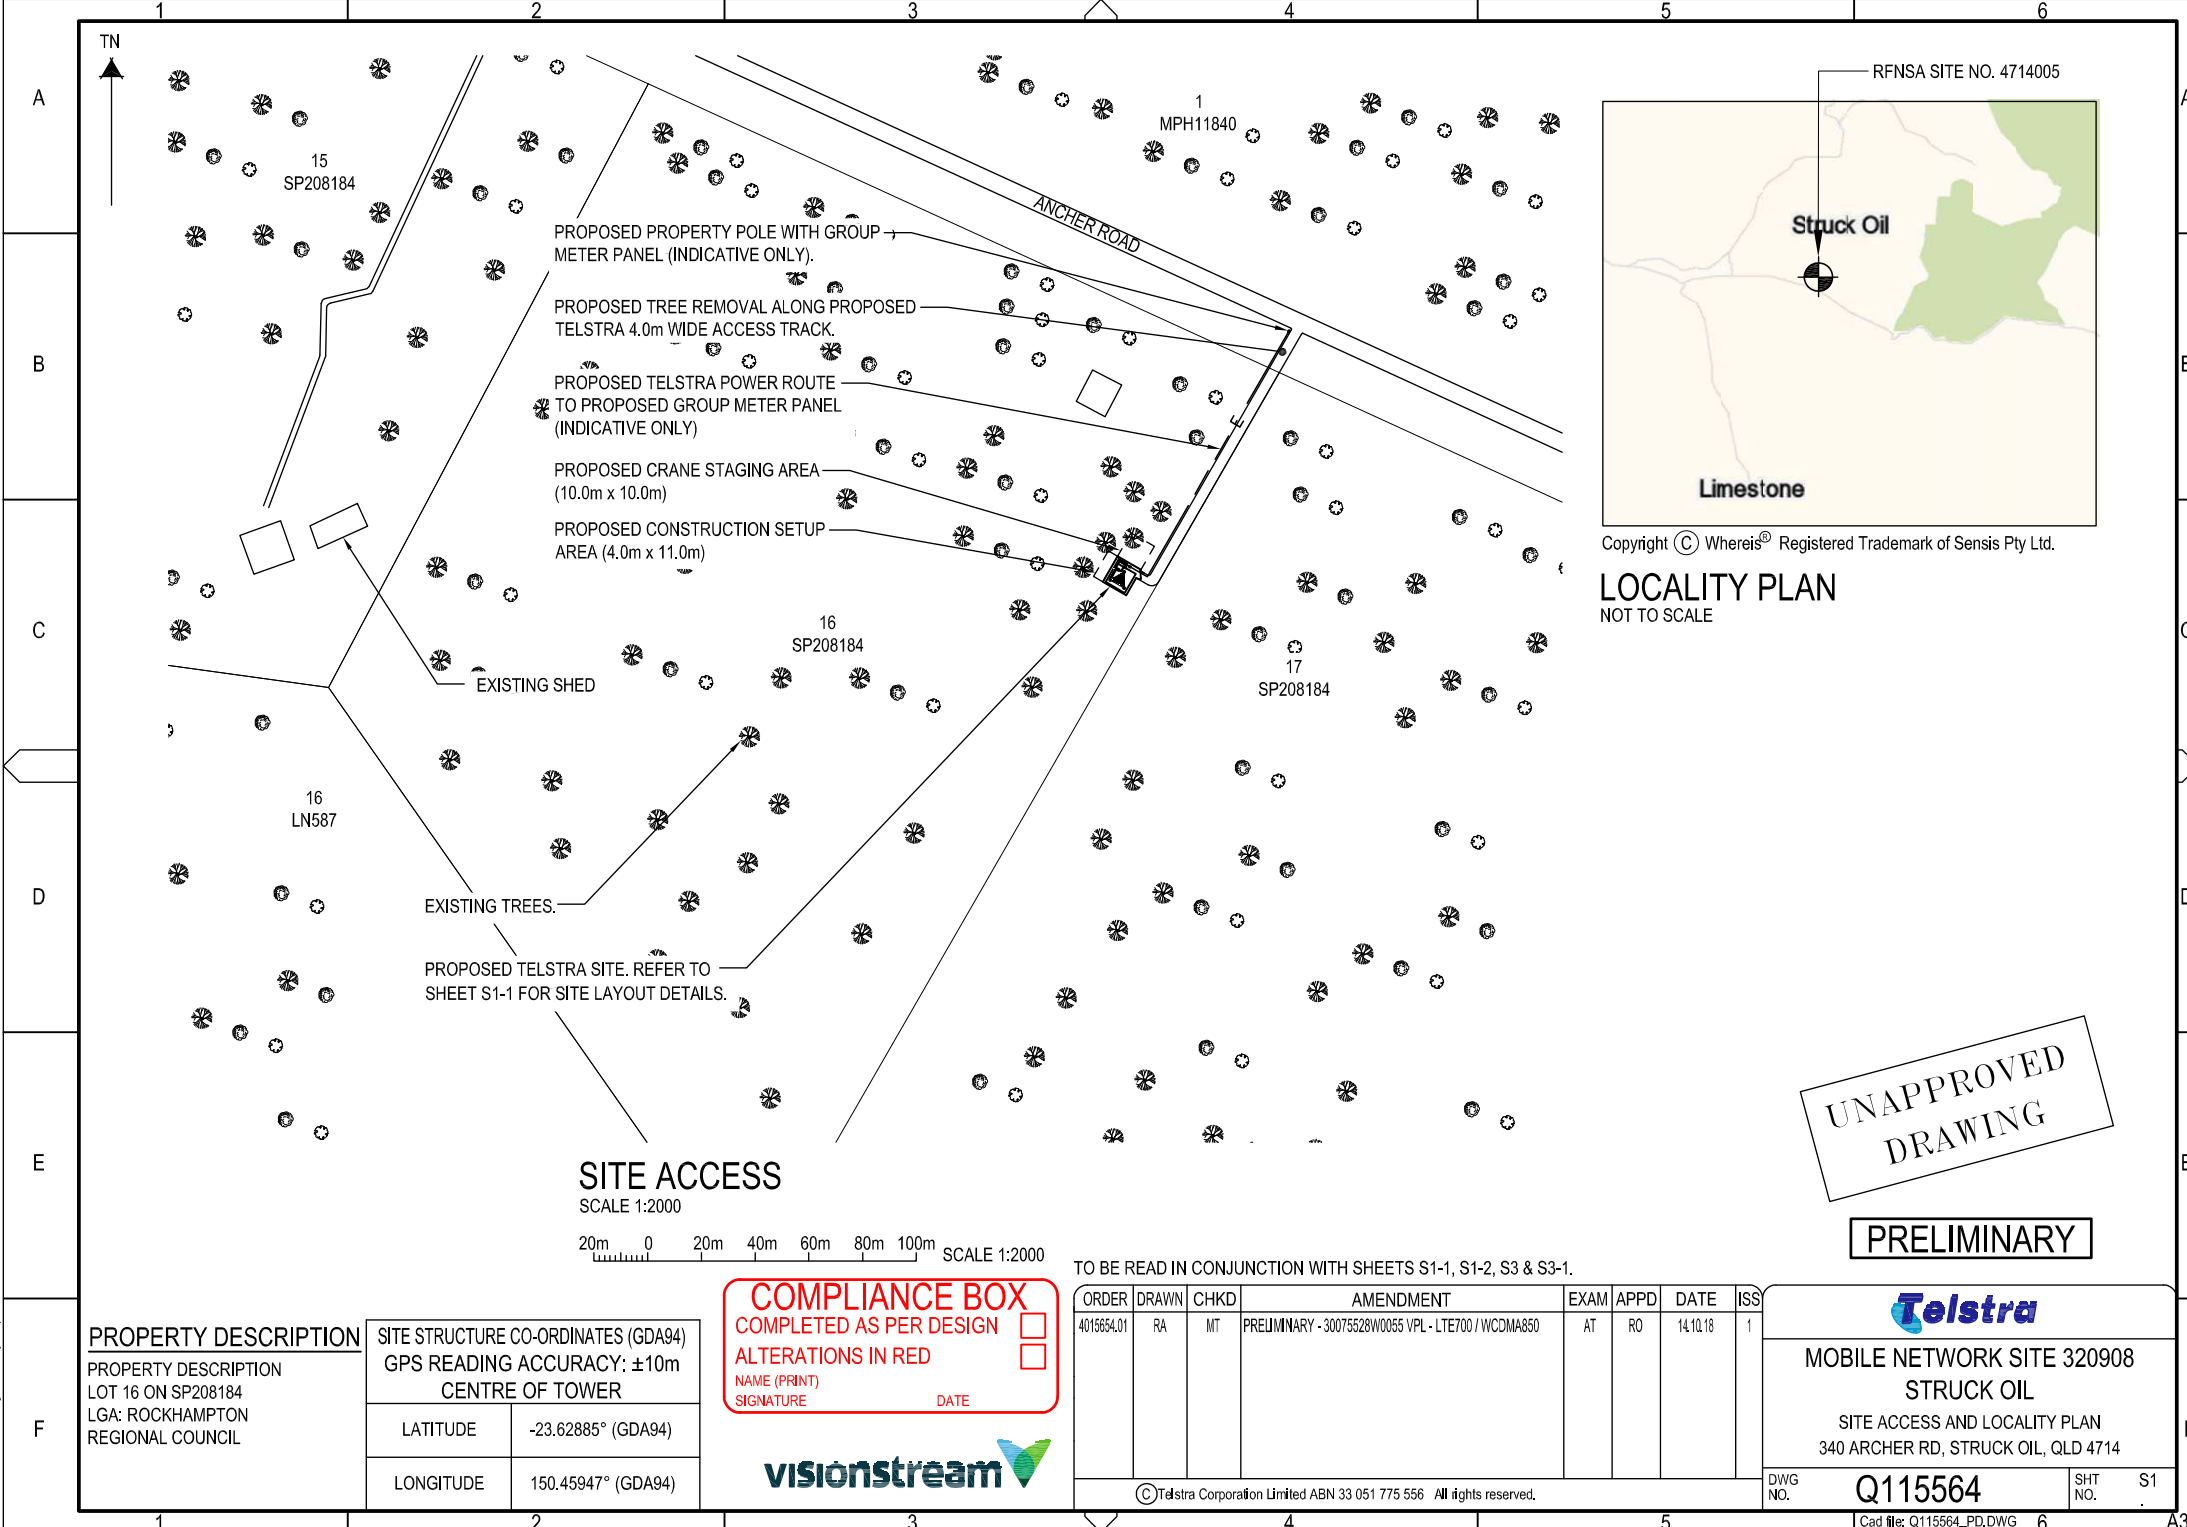 1 2 3 4 5 6
A
B
C
D
E
F
TN
15
SP208184
1
MPH11840
ANCHER ROAD
PROPOSED PROPERTY POLE WITH GROUP
METER PANEL (INDICATIVE ONLY).
PROPOSED TREE REMOVAL ALONG PROPOSED
TELSTRA 4.0m WIDE ACCESS TRACK.
PROPOSED TELSTRA POWER ROUTE
TO PROPOSED GROUP METER PANEL
(INDICATIVE ONLY)
PROPOSED CRANE STAGING AREA
(10.0m x 10.0m)
PROPOSED CONSTRUCTION SETUP
AREA (4.0m x 11.0m)
E
16
SP208184
17
SP208184
EXISTING SHED
16
LN587
EXISTING TREES.
PROPOSED TELSTRA SITE. REFER TO
SHEET S1-1 FOR SITE LAYOUT DETAILS.
RFNSA SITE NO. 4714005
Struck Oil
Limestone
Copyright © Whereis® Registered Trademark of Sensis Pty Ltd.
LOCALITY PLAN
NOT TO SCALE
SITE ACCESS
SCALE 1:2000
20m 0 20m 40m 60m 80m 100m SCALE 1:2000
UNAPPROVED
DRAWING
PRELIMINARY
TO BE READ IN CONJUNCTION WITH SHEETS S1-1, S1-2, S3 & S3-1.
PROPERTY DESCRIPTION
PROPERTY DESCRIPTION
LOT 16 ON SP208184
LGA: ROCKHAMPTON
REGIONAL COUNCIL
SITE STRUCTURE CO-ORDINATES (GDA94)
GPS READING ACCURACY: ±10m
CENTRE OF TOWER
LATITUDE -23.62885° (GDA94)
LONGITUDE 150.45947° (GDA94)
COMPLIANCE BOX
COMPLETED AS PER DESIGN
ALTERATIONS IN RED
NAME (PRINT)
SIGNATURE DATE
visionstream
ORDER DRAWN CHKD AMENDMENT EXAM APPD DATE ISS
4015654.01 RA MT PRELIMINARY - 30075528W0055 VPL - LTE700 / WCDMA850 AT RO 14.10.18 1
© Telstra Corporation Limited ABN 33 051 775 556 All rights reserved.
Telstra
MOBILE NETWORK SITE 320908
STRUCK OIL
SITE ACCESS AND LOCALITY PLAN
340 ARCHER RD, STRUCK OIL, QLD 4714
DWG
NO.
Q115564
SHT
NO.
S1
Cad file: Q115564_PD.DWG
1 2 3 4 5 6
A3